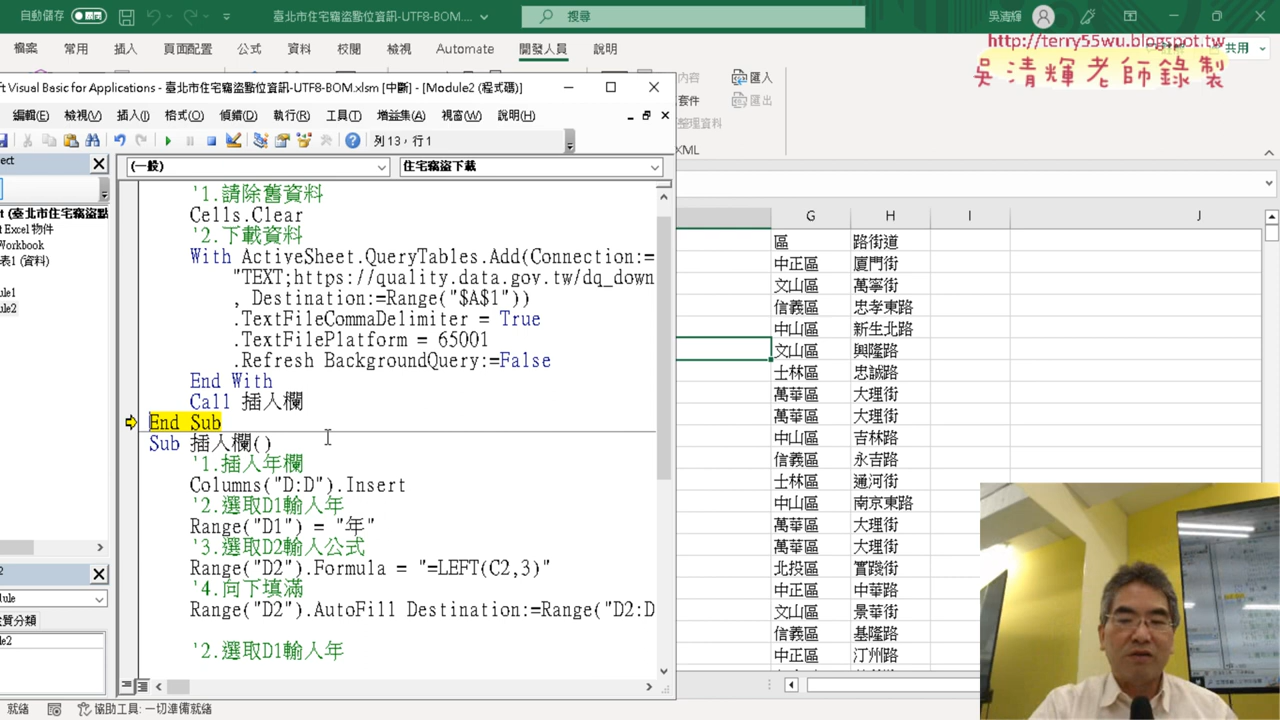 自動儲存
臺北市住宅竊盜點位資訊-UTF8-BOM....
搜尋
吳清輝
檔案 常用 插入 頁面配置 公式 資料 校閱 檢視 Automate 開發人員 說明
共用
http://terry55wu.blogspot.tw
吳清輝老師錄製
匯入
匯出
XML
ft Visual Basic for Applications - 臺北市住宅竊盜點位資訊-UTF8-BOM.xlsm [中斷] - [Module2 (程式碼)]
編輯(E) 檢視(V) 插入(I) 格式(O) 偵錯(D) 執行(R) 工具(T) 增益集(A) 視窗(W) 說明(H)
列 13，行 1
(一般)
住宅竊盜下載
'1.請除舊資料
Cells.Clear
'2.下載資料
With ActiveSheet.QueryTables.Add(Connection:=
"TEXT;https://quality.data.gov.tw/dq_down
, Destination:=Range("$A$1"))
.TextFileCommaDelimiter = True
.TextFilePlatform = 65001
.Refresh BackgroundQuery:=False
End With
Call 插入欄
End Sub
Sub 插入欄()
'1.插入年欄
Columns("D:D").Insert
'2.選取D1輸入年
Range("D1") = "年"
'3.選取D2輸入公式
Range("D2").Formula = "=LEFT(C2,3)"
'4.向下填滿
Range("D2").AutoFill Destination:=Range("D2:D
'2.選取D1輸入年
G H I J
區 路街道
中正區 廈門街
文山區 萬寧街
信義區 忠孝東路
中山區 新生北路
文山區 興隆路
士林區 忠誠路
萬華區 大理街
萬華區 大理街
中山區 吉林路
信義區 永吉路
士林區 通河街
中山區 南京東路
萬華區 大理街
萬華區 大理街
北投區 實踐街
中正區 中華路
文山區 景華街
信義區 基隆路
中正區 汀州路
就緒
協助工具: 一切準備就緒